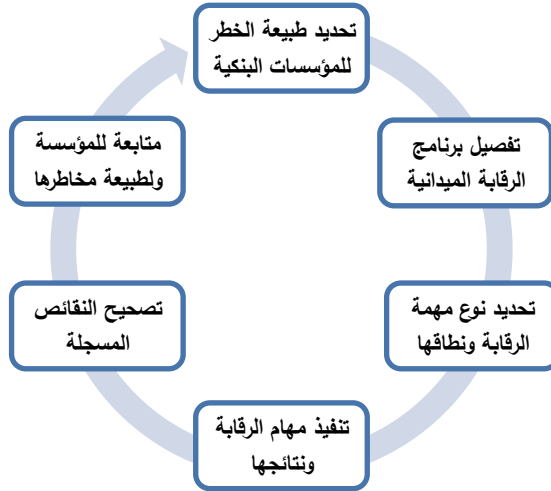 تحديد طبيعة الخطر
للمؤسسات البنكية
تفصيل برنامج
الرقابة الميدانية
تحديد نوع مهمة
الرقابة ونطاقها
تنفيذ مهام الرقابة
ونتائجها
تصحيح النقائص
المسجلة
متابعة للمؤسسة
ولطبيعة مخاطرها